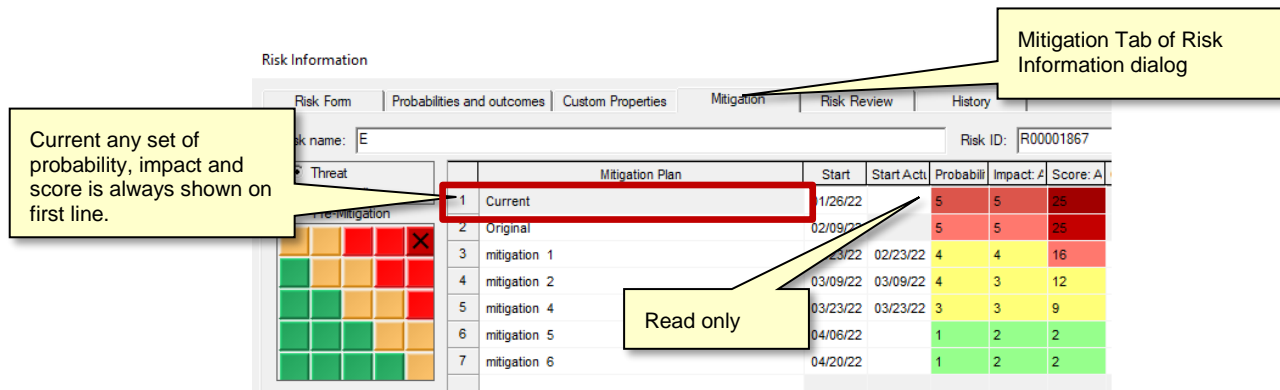 Mitigation Tab of Risk
Information dialog
Risk Information
Risk Form Probabilities and outcomes Custom Properties Mitigation Risk Review History
Current any set of
probability, impact and
score is always shown on
first line.
sk name: E Risk ID: R00001867
Threat
Pre-Mitigation
Mitigation Plan Start Start Actu Probabili Impact: A Score: A
1 Current 01/26/22 5 5 25
2 Original 02/09/22 5 5 25
3 mitigation 1 23/22 02/23/22 4 4 16
4 mitigation 2 03/09/22 03/09/22 4 3 12
5 mitigation 4 03/23/22 03/23/22 3 3 9
6 mitigation 5 04/06/22 1 2 2
7 mitigation 6 04/20/22 1 2 2
Read only